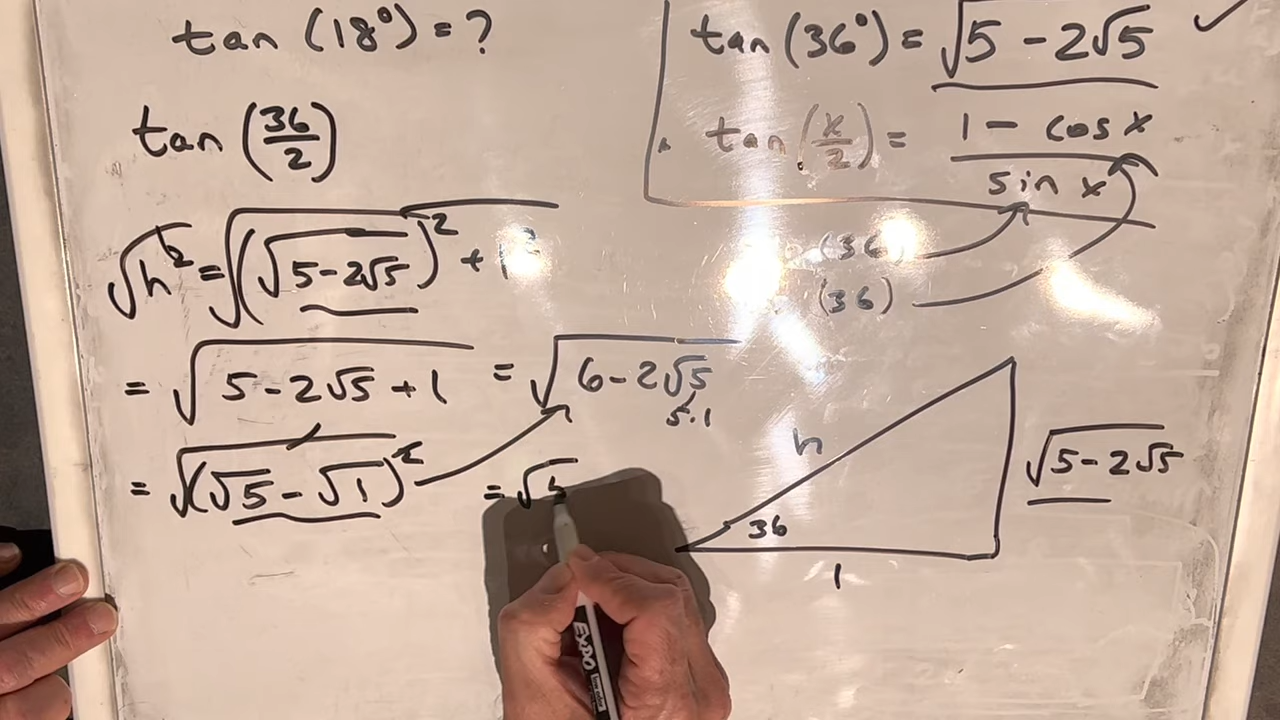 tan (18°) = ?
tan (36/2)
√h² = √(√5-2√5)² + 1²
= √5-2√5+1 = √6-2√5
5·1
= √(√5-√1)²
= √5
tan (36°) = √5-2√5 ✓
tan (x/2) = 1 - cos x / sin x
(36)
(36)
h
√5-2√5
36
1
EXPO